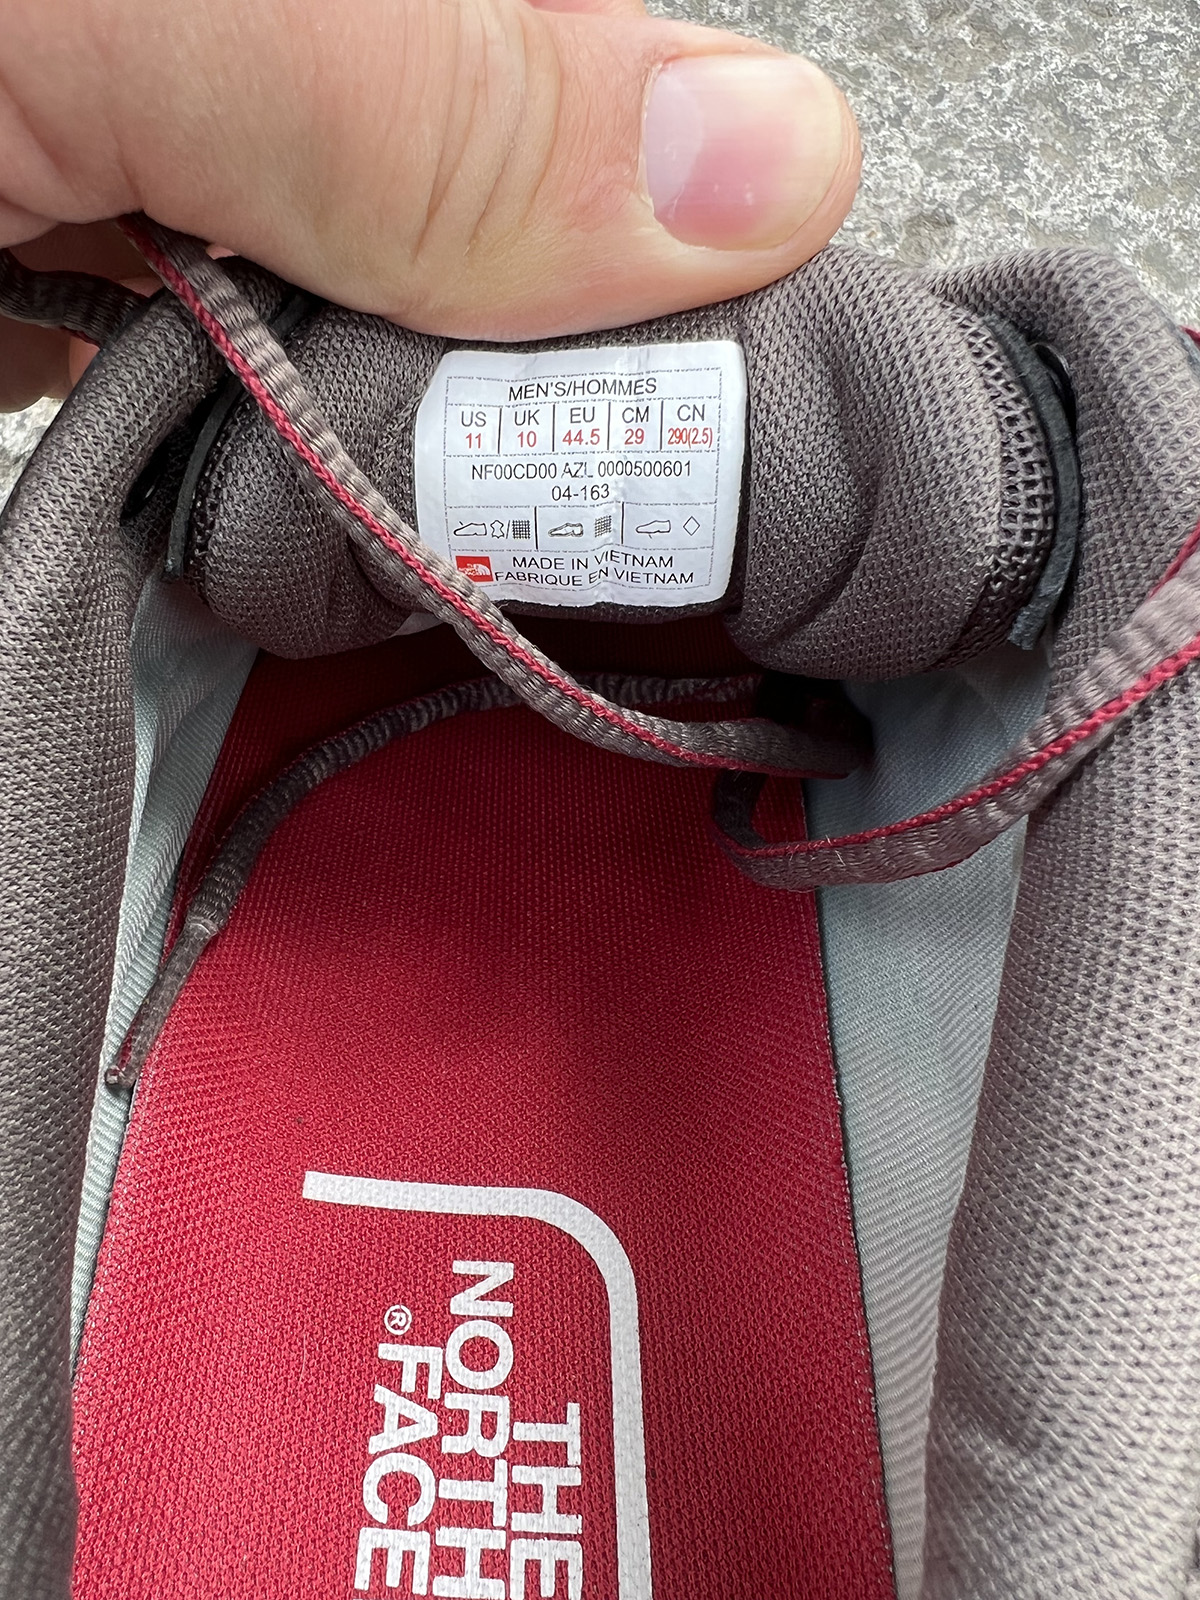 MEN'S/HOMMES
US UK EU CM CN
11 10 44.5 29 290(2.5)
NF00CD00 AZL 0000500601
04-163
MADE IN VIETNAM
FABRIQUE EN VIETNAM
THE
NORTH
FACE
®